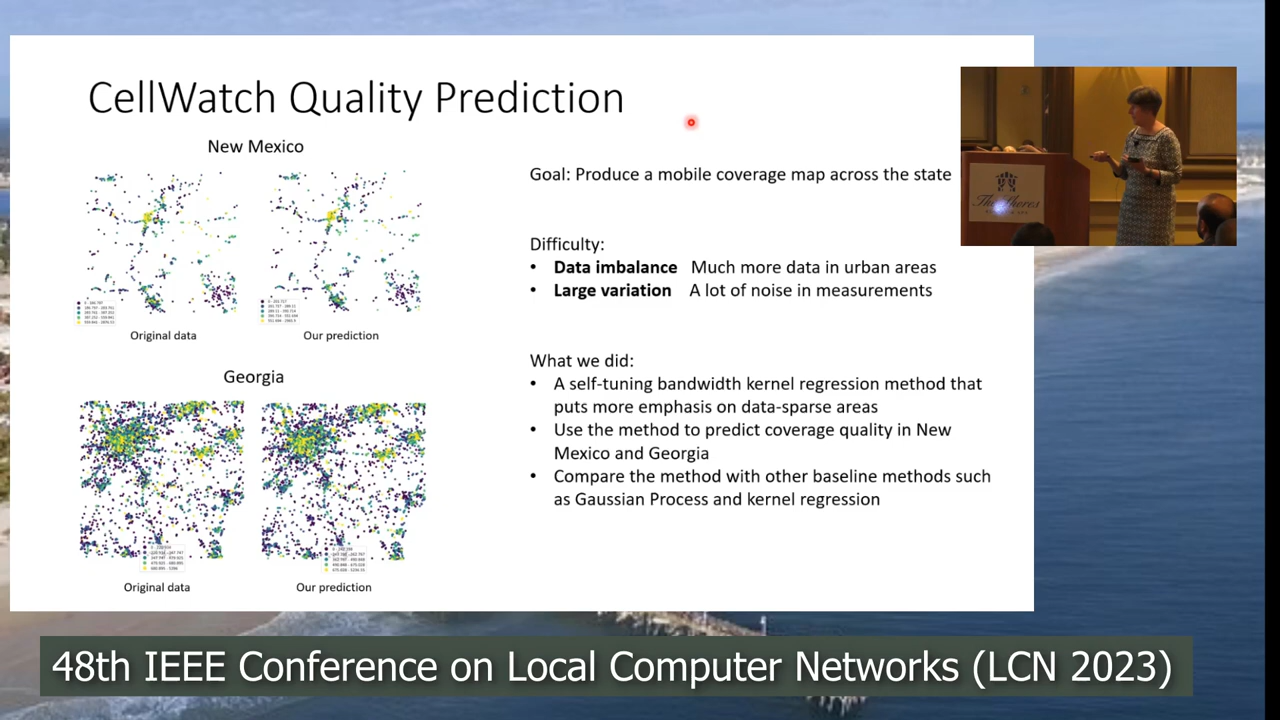 CellWatch Quality Prediction
New Mexico
Original data
Our prediction
Georgia
Original data
Our prediction
Goal: Produce a mobile coverage map across the state
Difficulty:
• Data imbalance Much more data in urban areas
• Large variation A lot of noise in measurements
What we did:
• A self-tuning bandwidth kernel regression method that
puts more emphasis on data-sparse areas
• Use the method to predict coverage quality in New
Mexico and Georgia
• Compare the method with other baseline methods such
as Gaussian Process and kernel regression
48th IEEE Conference on Local Computer Networks (LCN 2023)